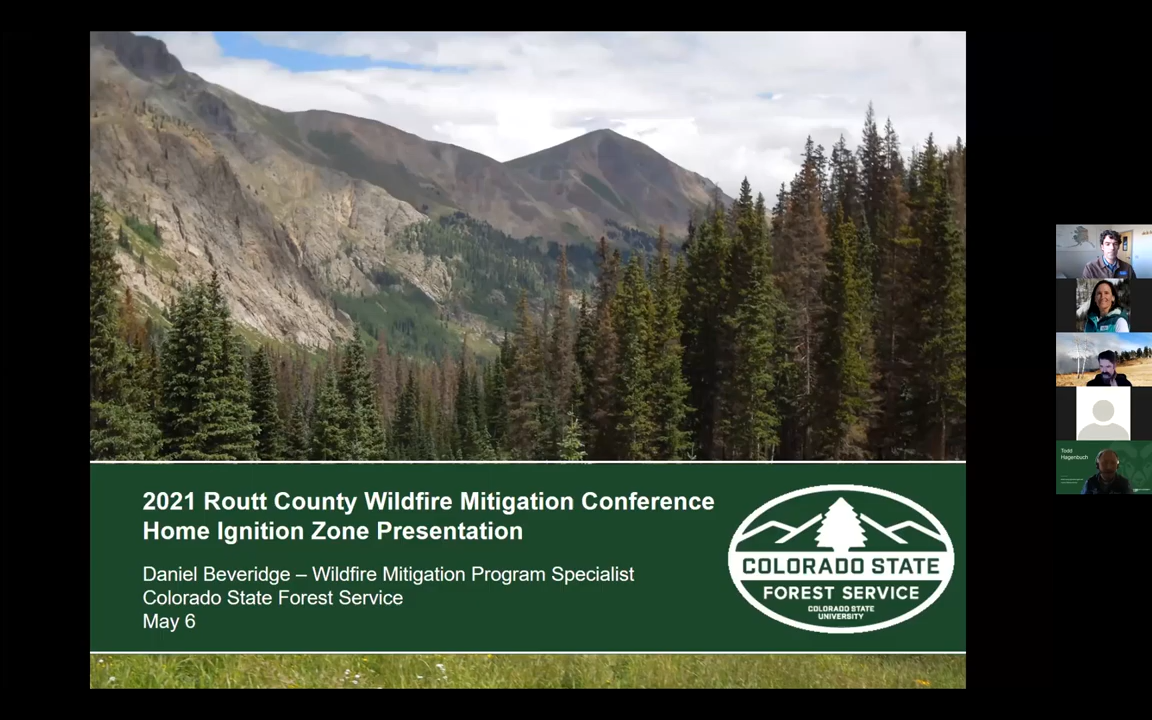 2021 Routt County Wildfire Mitigation Conference
Home Ignition Zone Presentation
Daniel Beveridge – Wildfire Mitigation Program Specialist
Colorado State Forest Service
May 6
COLORADO STATE
FOREST SERVICE
COLORADO STATE
UNIVERSITY
Todd
Hagenbuch